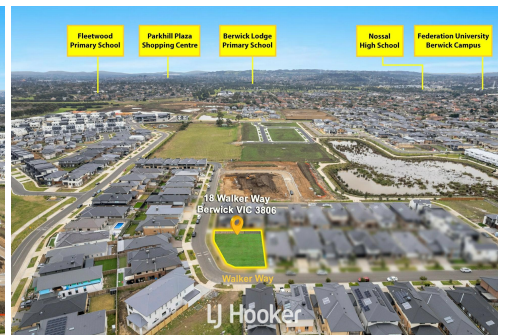 Fleetwood
Primary School
Parkhill Plaza
Shopping Centre
Berwick Lodge
Primary School
Nossal
High School
Federation University
Berwick Campus
18 Walker Way
Berwick VIC 3806
Walker Way
LJ Hooker